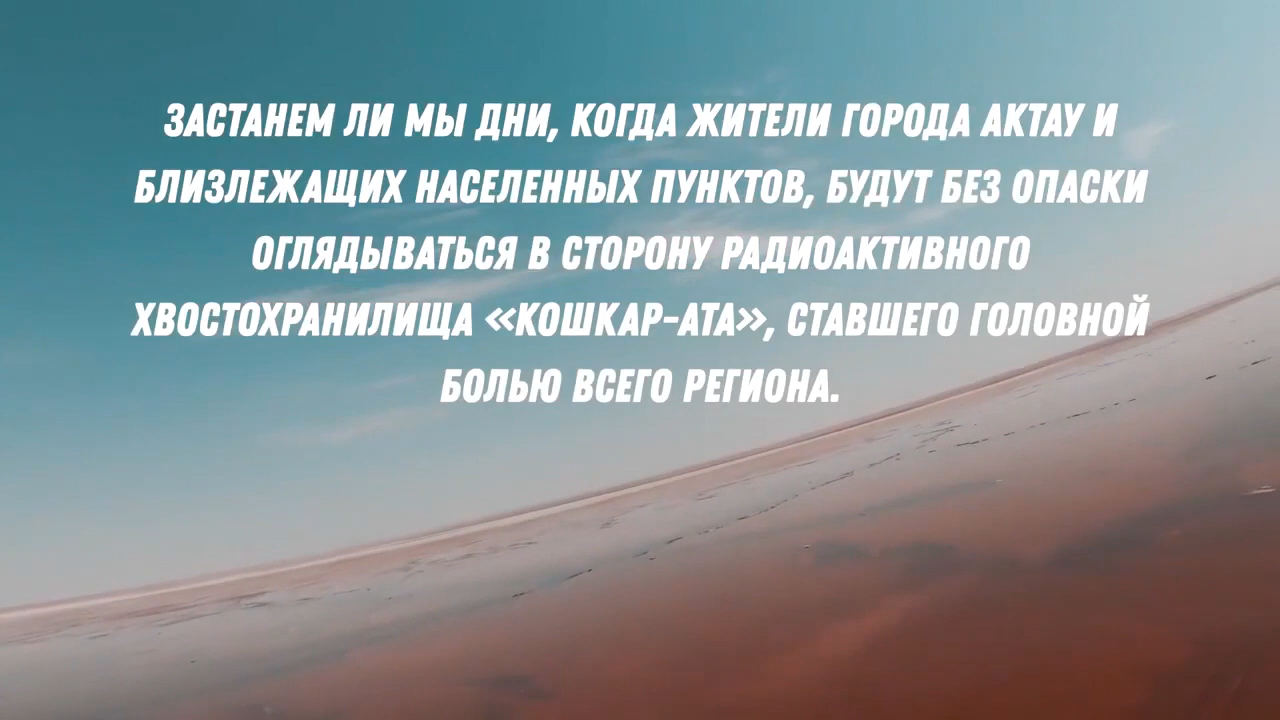 ЗАСТАНЕМ ЛИ МЫ ДНИ, КОГДА ЖИТЕЛИ ГОРОДА АКТАУ И
БЛИЗЛЕЖАЩИХ НАСЕЛЕННЫХ ПУНКТОВ, БУДУТ БЕЗ ОПАСКИ
ОГЛЯДЫВАТЬСЯ В СТОРОНУ РАДИОАКТИВНОГО
ХВОСТОХРАНИЛИЩА «КОШКАР-АТА», СТАВШЕГО ГОЛОВНОЙ
БОЛЬЮ ВСЕГО РЕГИОНА.